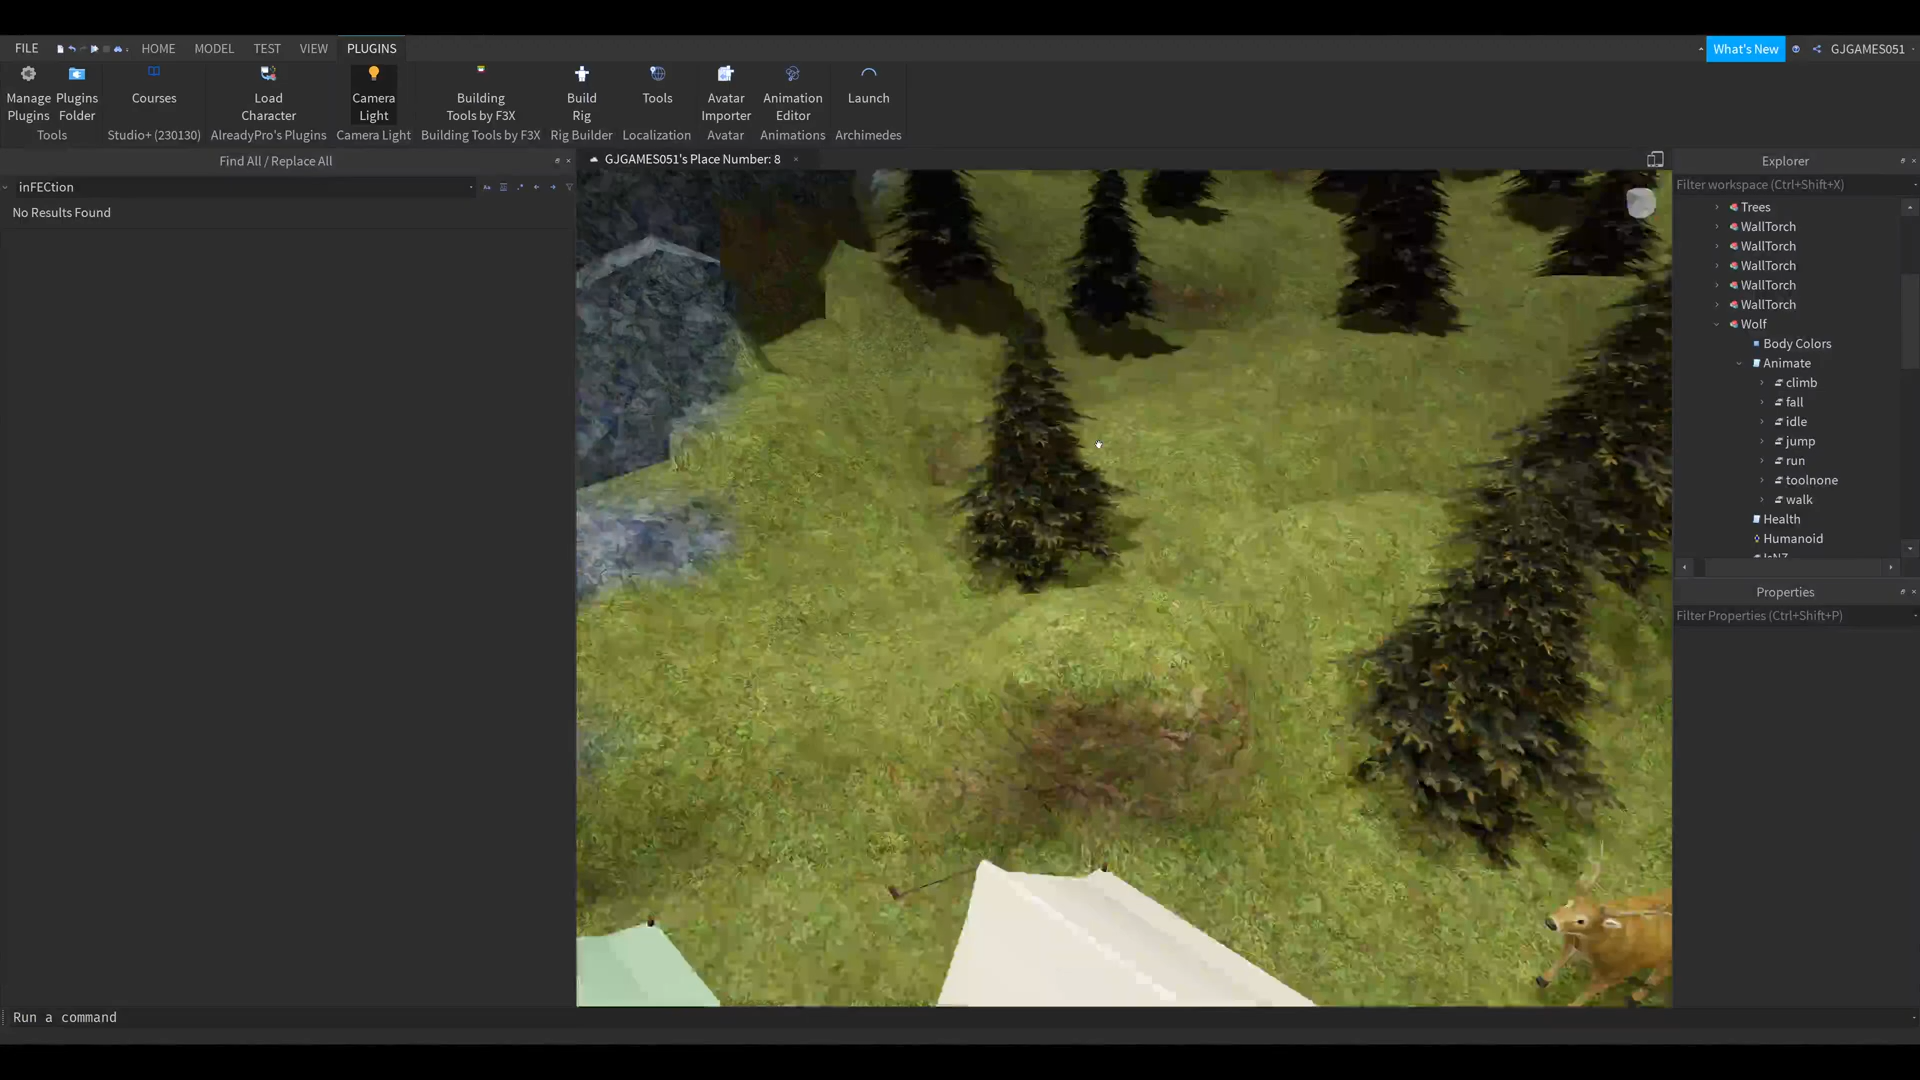 FILE HOME MODEL TEST VIEW PLUGINS What's New GJGAMES051
Manage Plugins Plugins Folder Courses Load Character Camera Light Building Tools by F3X Build Rig Tools Avatar Importer Animation Editor Launch
Tools Studio+ (230130) AlreadyPro's Plugins Camera Light Building Tools by F3X Rig Builder Localization Avatar Animations Archimedes
Find All / Replace All
inFECtion
No Results Found
GJGAMES051's Place Number: 8
Explorer
Filter workspace (Ctrl+Shift+X)
Trees
WallTorch
WallTorch
WallTorch
WallTorch
WallTorch
Wolf
Body Colors
Animate
climb
fall
idle
jump
run
toolnone
walk
Health
Humanoid
Properties
Filter Properties (Ctrl+Shift+P)
Run a command